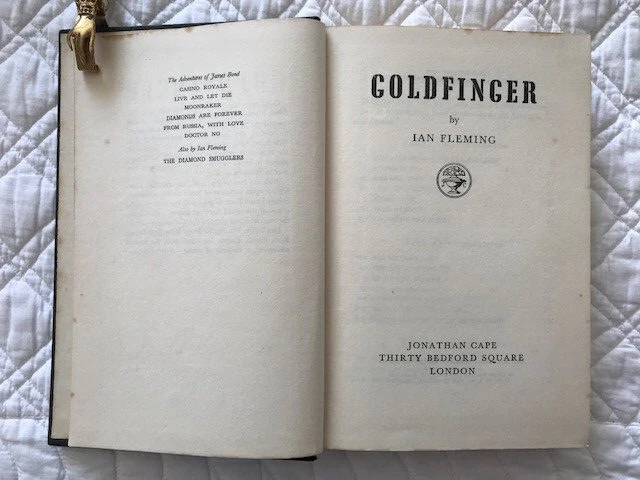 The Adventures of James Bond
CASINO ROYALE
LIVE AND LET DIE
MOONRAKER
DIAMONDS ARE FOREVER
FROM RUSSIA, WITH LOVE
DOCTOR NO
Also by Ian Fleming
THE DIAMOND SMUGGLERS
GOLDFINGER
by
IAN FLEMING
JONATHAN CAPE
THIRTY BEDFORD SQUARE
LONDON